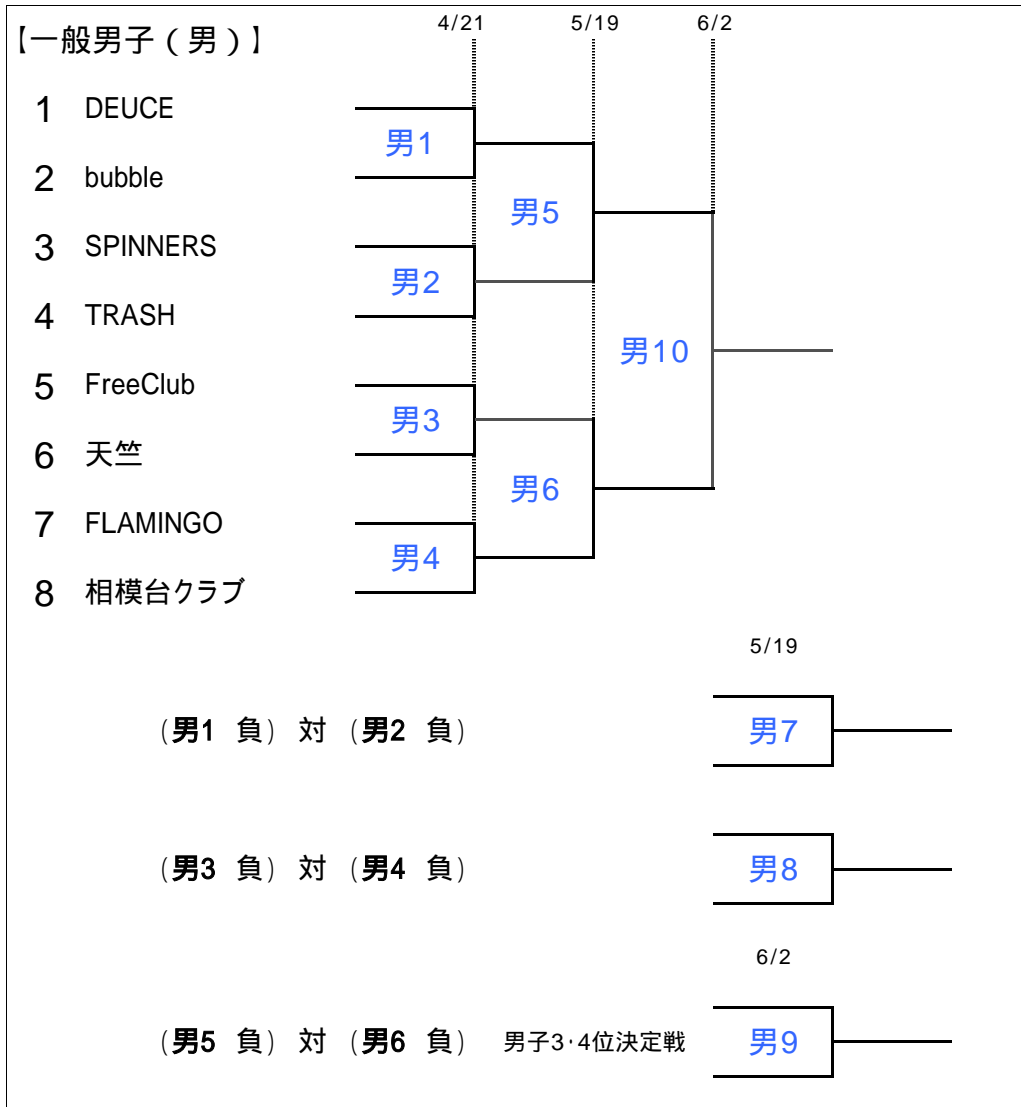 4/21 5/19 6/2
【一般男子(男)】
1 DEUCE
男1
2 bubble
男5
3 SPINNERS
男2
4 TRASH
男10
5 FreeClub
男3
6 天竺
男6
7 FLAMINGO
男4
8 相模台クラブ
5/19
(男1 負) 対 (男2 負) 男7
(男3 負) 対 (男4 負) 男8
6/2
(男5 負) 対 (男6 負) 男子3・4位決定戦 男9